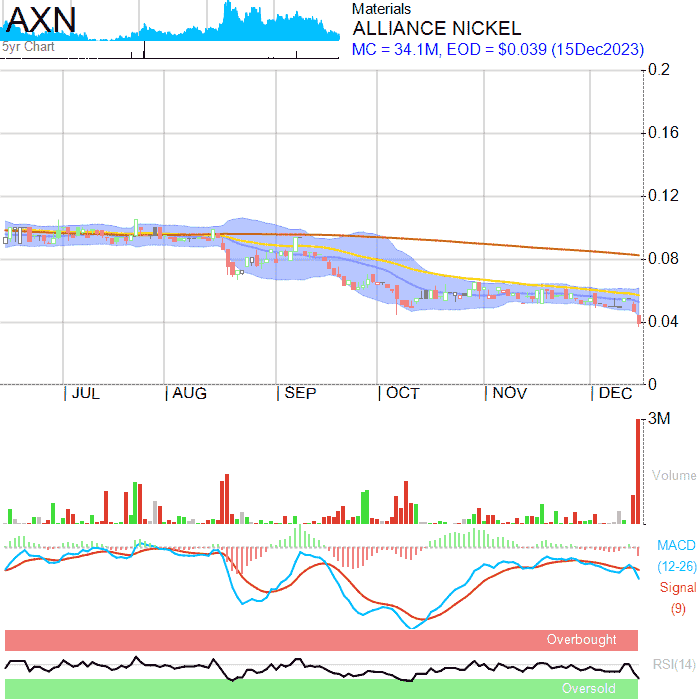 AXN
5yr Chart
Materials
ALLIANCE NICKEL
MC = 34.1M, EOD = $0.039 (15Dec2023)
0.2
0.16
0.12
0.08
0.04
0
JUL AUG SEP OCT NOV DEC
3M
Volume
MACD
(12-26)
Signal
(9)
Overbought
RSI(14)
Oversold